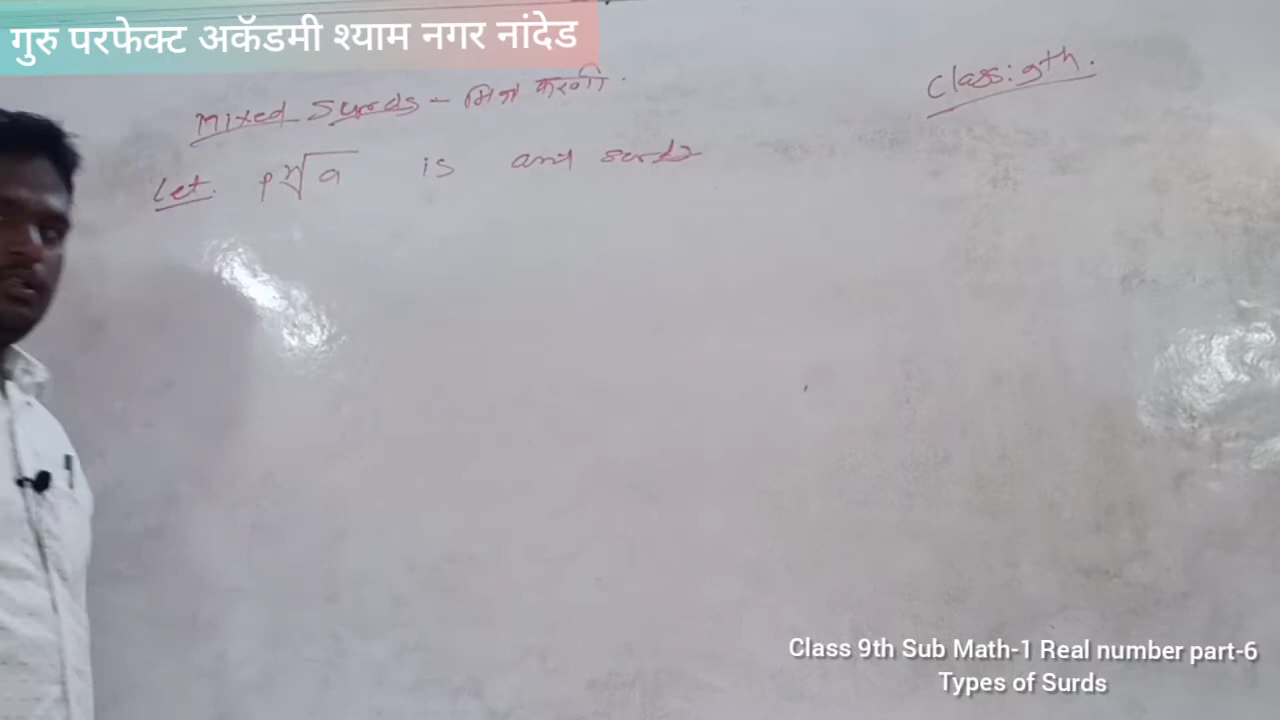 गुरु परफेक्ट अकॅडमी श्याम नगर नांदेड
Class: 9th.
Mixed Surds - मिश्र करणी.
Let. p ⁿ√a is any surds
Class 9th Sub Math-1 Real number part-6
Types of Surds